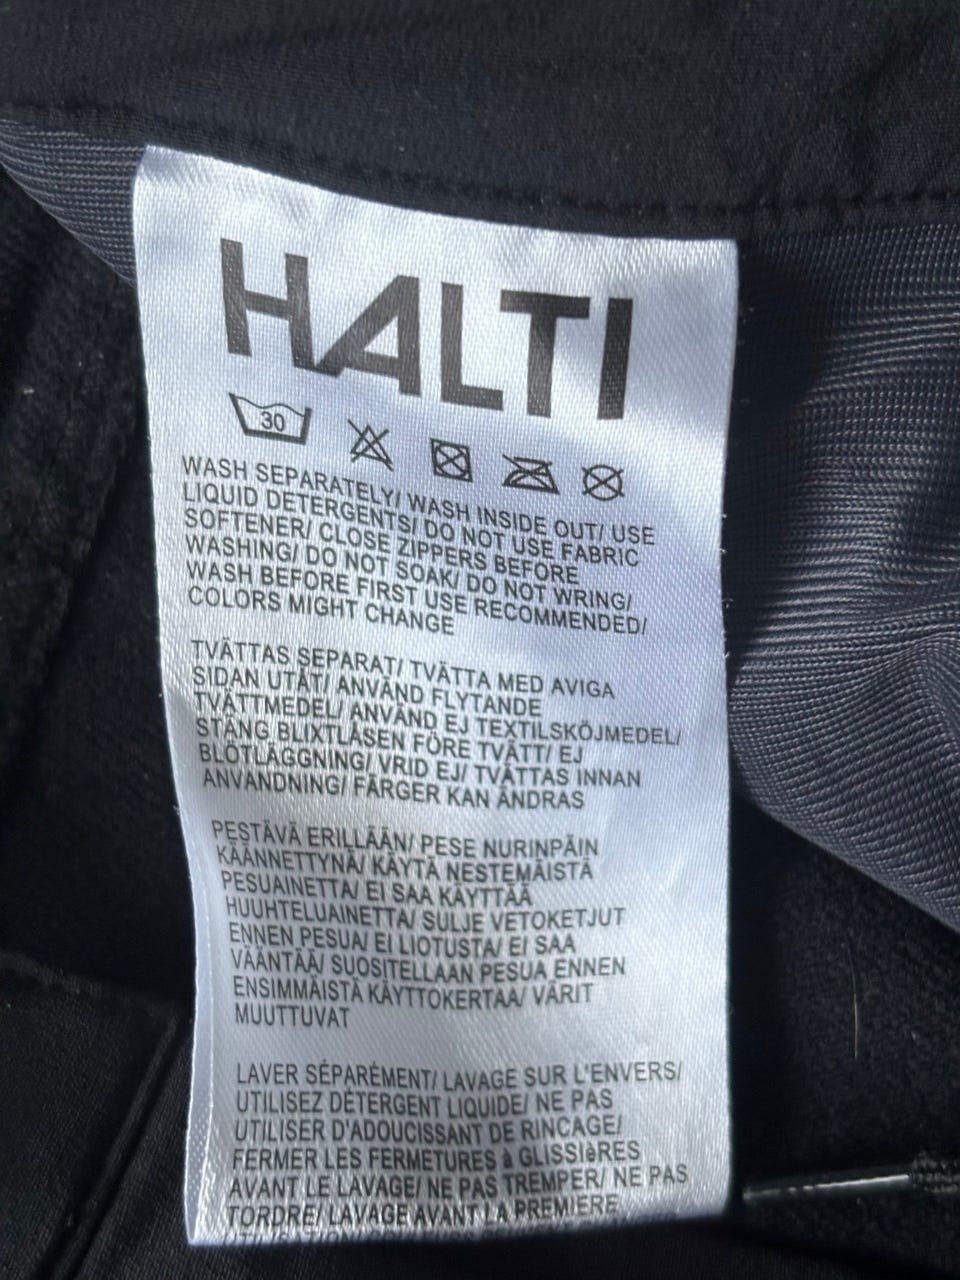 HALTI
30
WASH SEPARATELY/ WASH INSIDE OUT/ USE
LIQUID DETERGENTS/ DO NOT USE FABRIC
SOFTENER/ CLOSE ZIPPERS BEFORE
WASHING/ DO NOT SOAK/ DO NOT WRING/
WASH BEFORE FIRST USE RECOMMENDED/
COLORS MIGHT CHANGE
TVÄTTAS SEPARAT/ TVÄTTA MED AVIGA
SIDAN UTÅT/ ANVÄND FLYTANDE
TVÄTTMEDEL/ ANVÄND EJ TEXTILSKÖJMEDEL/
STÄNG BLIXTLÅSEN FÖRE TVÄTT/ EJ
BLÖTLÄGGNING/ VRID EJ/ TVÄTTAS INNAN
ANVÄNDNING/ FÄRGER KAN ÄNDRAS
PESTÄVÄ ERILLÄÄN/ PESE NURINPÄIN
KÄÄNNETTYNÄ/ KÄYTÄ NESTEMÄISTÄ
PESUAINETTA/ EI SAA KÄYTTÄÄ
HUUHTELUAINETTA/ SULJE VETOKETJUT
ENNEN PESUA/ EI LIOTUSTA/ EI SAA
VÄÄNTÄÄ/ SUOSITELLAAN PESUA ENNEN
ENSIMMÄISTÄ KÄYTTOKERTAA/ VÄRIT
MUUTTUVAT
LAVER SÉPARÉMENT/ LAVAGE SUR L'ENVERS/
UTILISEZ DÉTERGENT LIQUIDE/ NE PAS
UTILISER D'ADOUCISSANT DE RINCAGE/
FERMER LES FERMETURES à GLISSIèRES
AVANT LE LAVAGE/ NE PAS TREMPER/ NE PAS
TORDRE/ LAVAGE AVANT LA PREMIÈRE